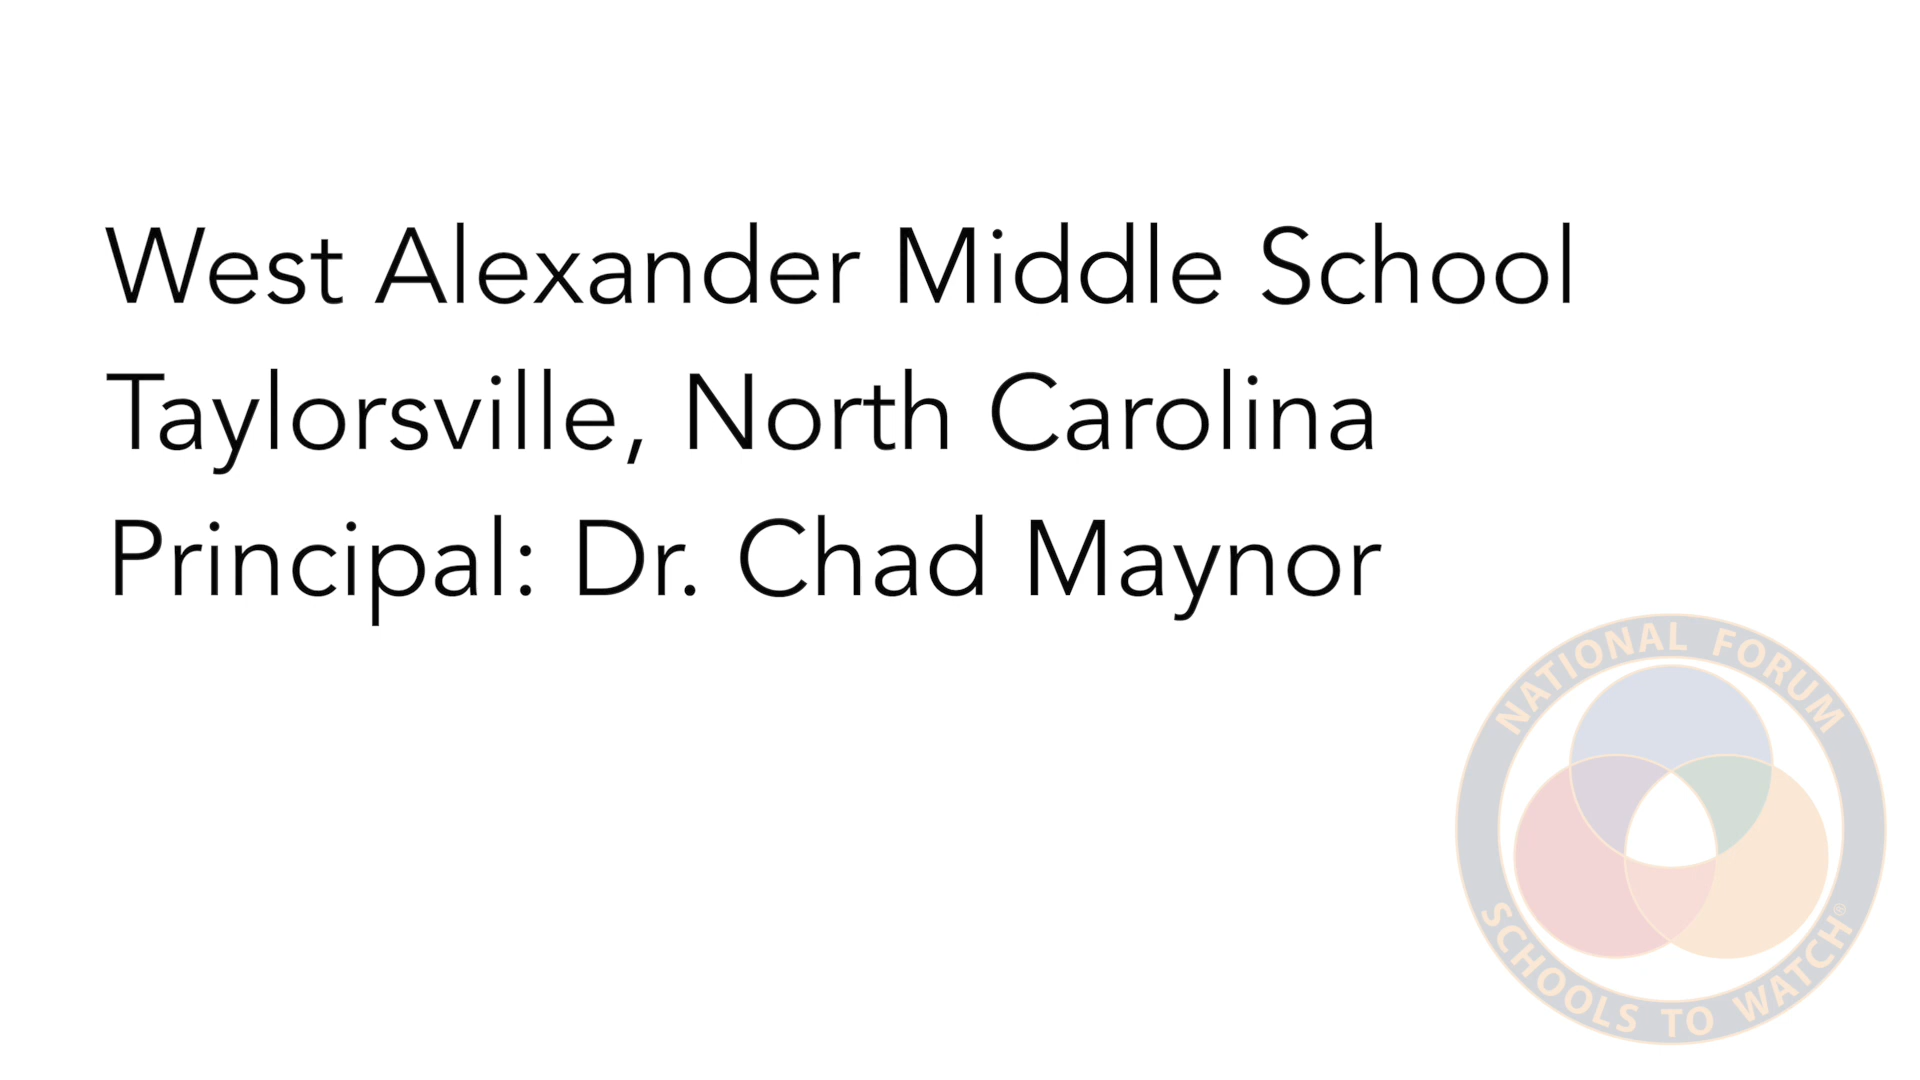 West Alexander Middle School
Taylorsville, North Carolina
Principal: Dr. Chad Maynor
NATIONAL FORUM
SCHOOLS TO WATCH®